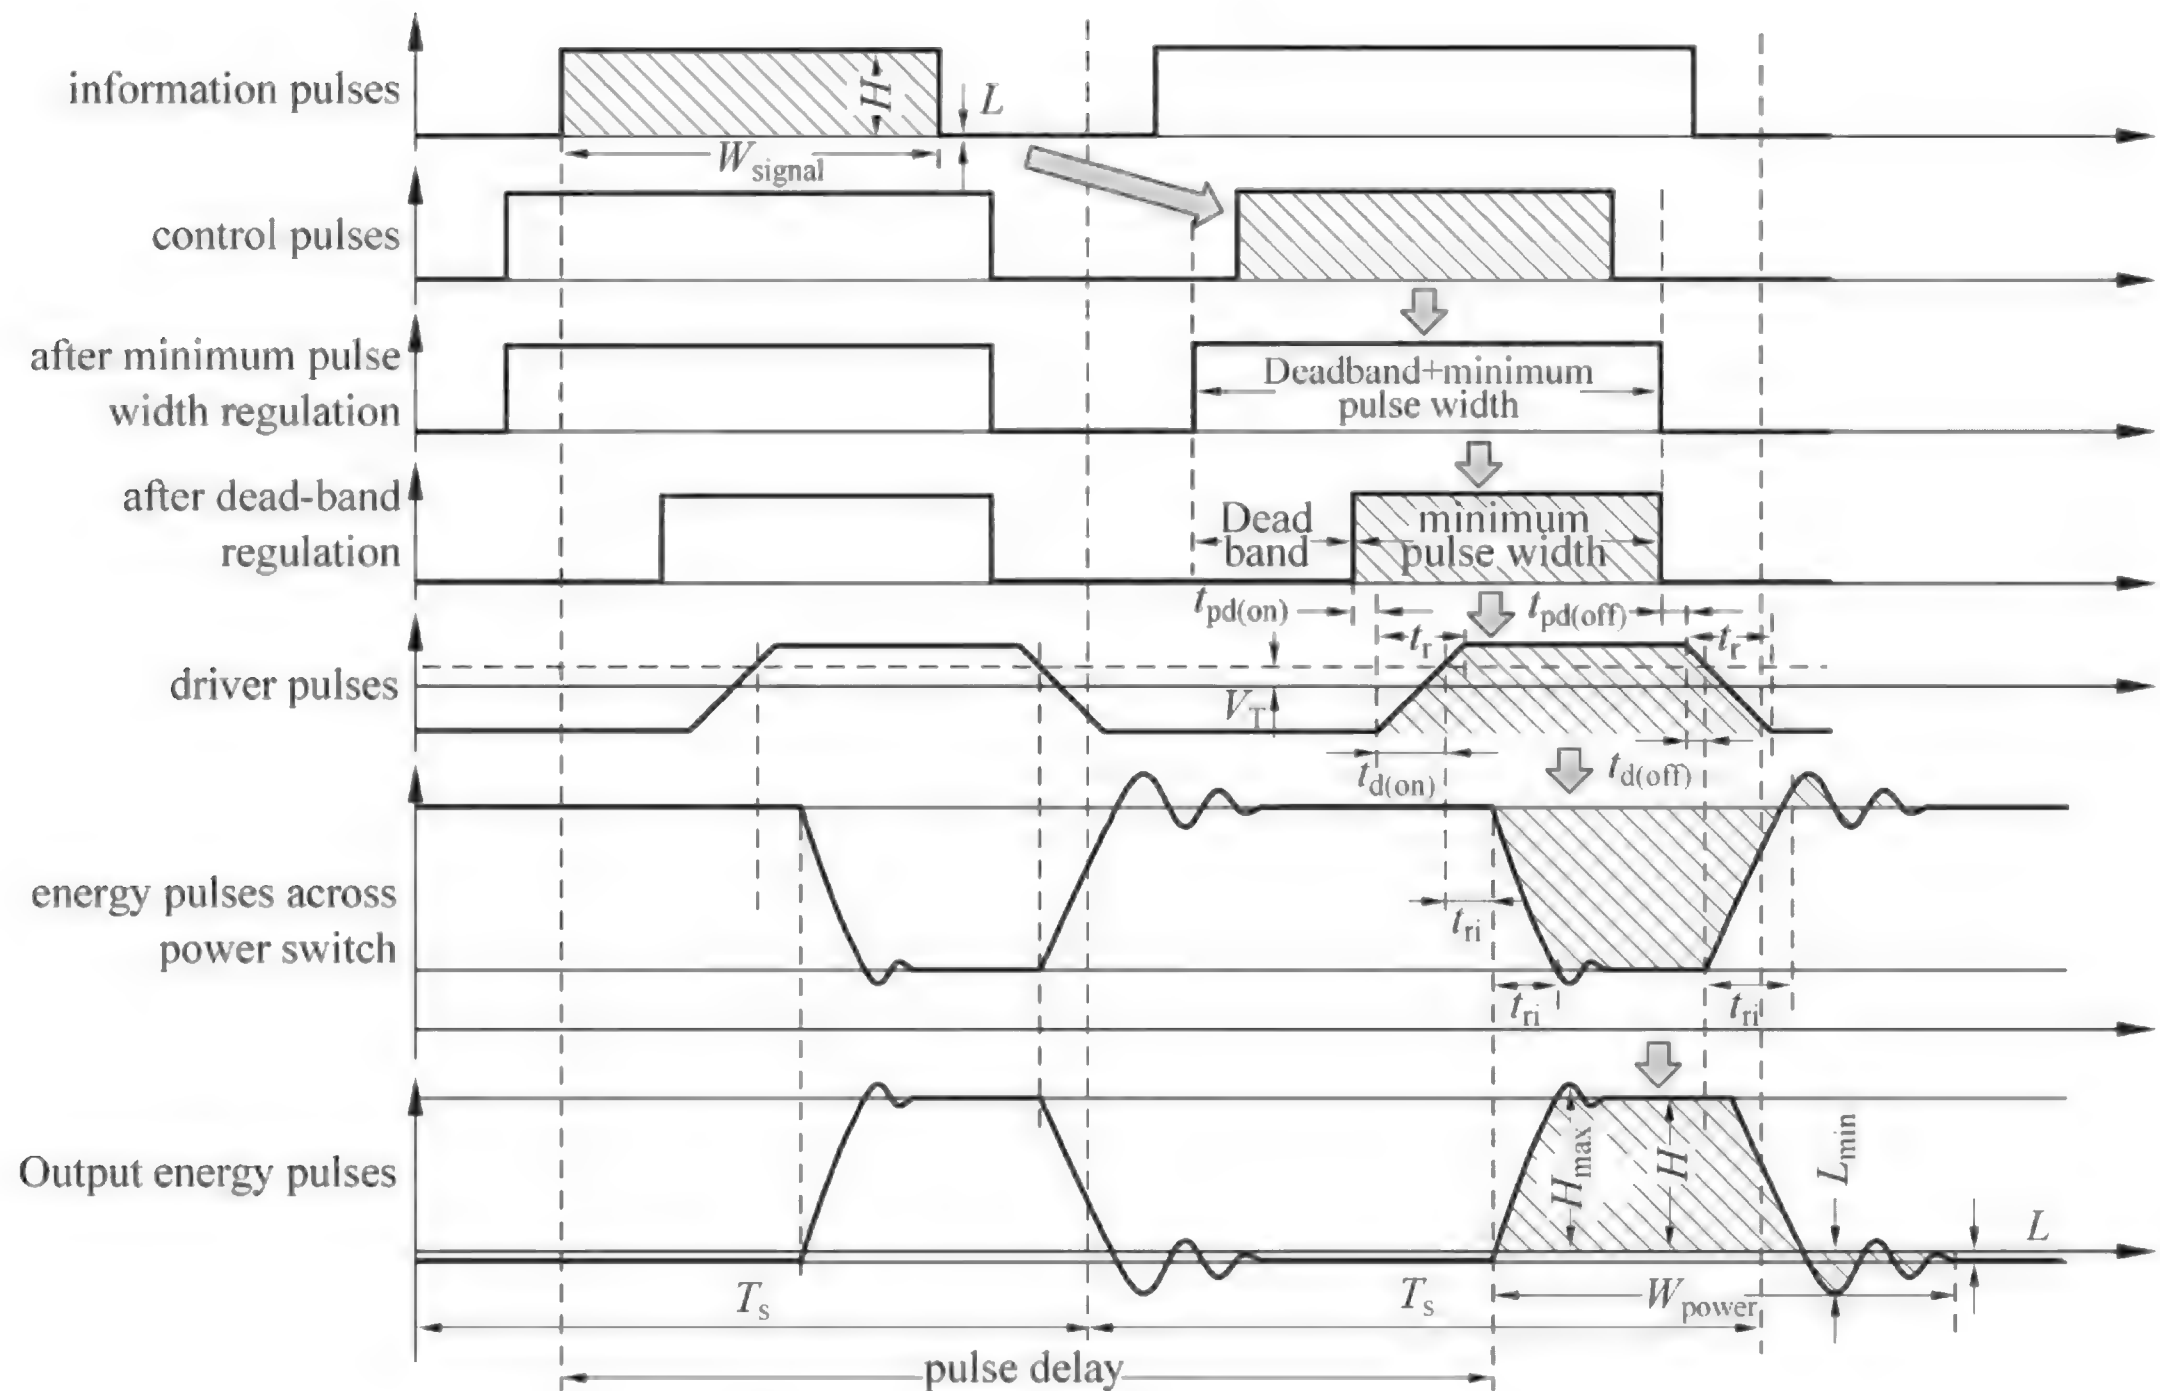 information pulses
H
L
W_signal
control pulses
after minimum pulse
width regulation
Deadband+minimum
pulse width
after dead-band
regulation
Dead
band
minimum
pulse width
t_pd(on)
t_pd(off)
t_r
t_r
driver pulses
V_T
t_d(on)
t_d(off)
energy pulses across
power switch
t_ri
t_ri
t_ri
Output energy pulses
H_max
H
L_min
L
T_s
T_s
W_power
pulse delay